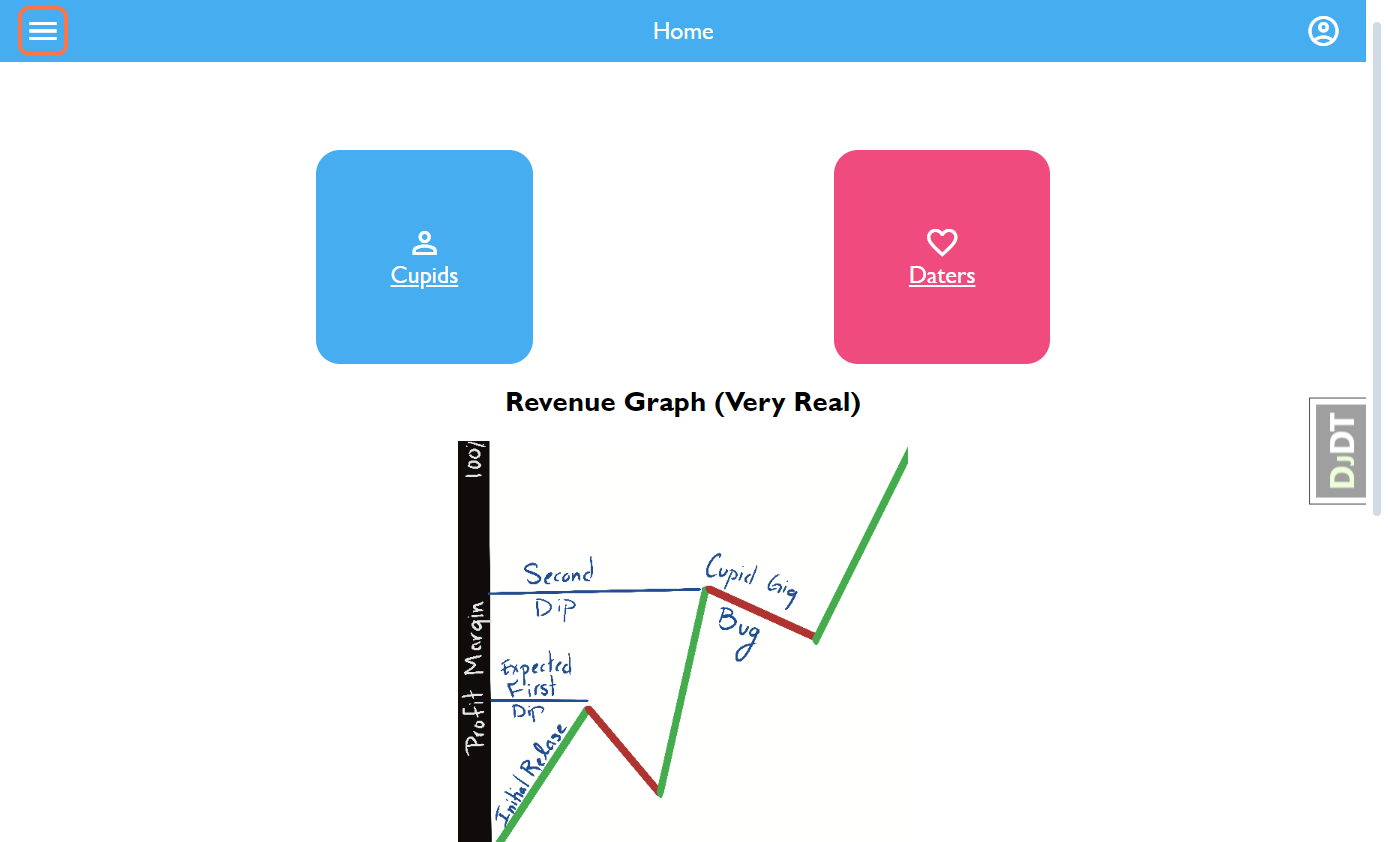 Home
Cupids
Daters
Revenue Graph (Very Real)
DjDT
100%
Profit Margin
Second
Dip
Cupid Gig
Bug
Expected
First
Dip
Initial Relase